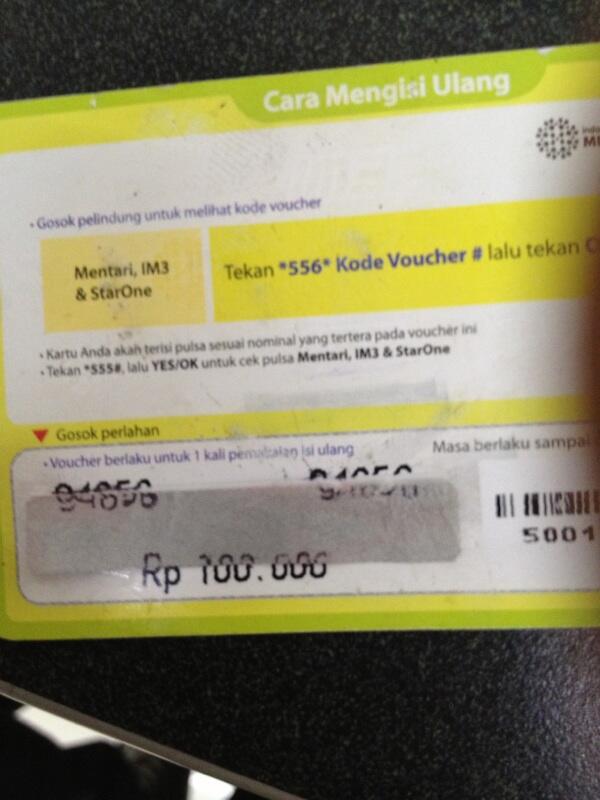 Cara Mengisi Ulang
• Gosok pelindung untuk melihat kode voucher
Mentari, IM3
& StarOne
Tekan *556* Kode Voucher # lalu tekan
• Kartu Anda akan terisi pulsa sesuai nominal yang tertera pada voucher ini
• Tekan *555#, lalu YES/OK untuk cek pulsa Mentari, IM3 & StarOne
Gosok perlahan
• Voucher berlaku untuk 1 kali pemakaian isi ulang
Masa berlaku sampai
5001
Rp 100.000